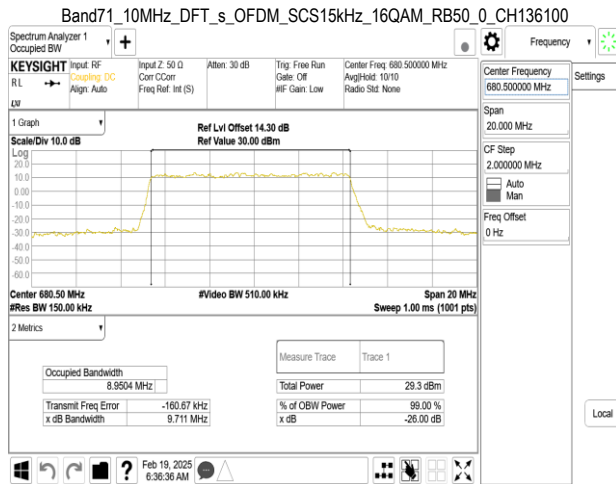 Band71_10MHz_DFT_s_OFDM_SCS15kHz_16QAM_RB50_0_CH136100
Spectrum Analyzer 1
Occupied BW
+
Frequency
KEYSIGHT
RL
Input: RF
Coupling: DC
Align: Auto
Input Z: 50 Ω
Corr CCorr
Freq Ref: Int (S)
Atten: 30 dB
Trig: Free Run
Gate: Off
#IF Gain: Low
Center Freq: 680.500000 MHz
Avg|Hold: 10/10
Radio Std: None
Center Frequency
680.500000 MHz
Settings
Span
20.000 MHz
CF Step
2.000000 MHz
Auto
Man
Freq Offset
0 Hz
Local
1 Graph
Scale/Div 10.0 dB
Ref Lvl Offset 14.30 dB
Ref Value 30.00 dBm
Log
20.0
10.0
0.00
-10.0
-20.0
-30.0
-40.0
-50.0
-60.0
Center 680.50 MHz
#Res BW 150.00 kHz
#Video BW 510.00 kHz
Span 20 MHz
Sweep 1.00 ms (1001 pts)
2 Metrics
Measure Trace Trace 1
Occupied Bandwidth
8.9504 MHz
Total Power 29.3 dBm
Transmit Freq Error -160.67 kHz
% of OBW Power 99.00 %
x dB Bandwidth 9.711 MHz
x dB -26.00 dB
?
Feb 19, 2025
6:36:36 AM